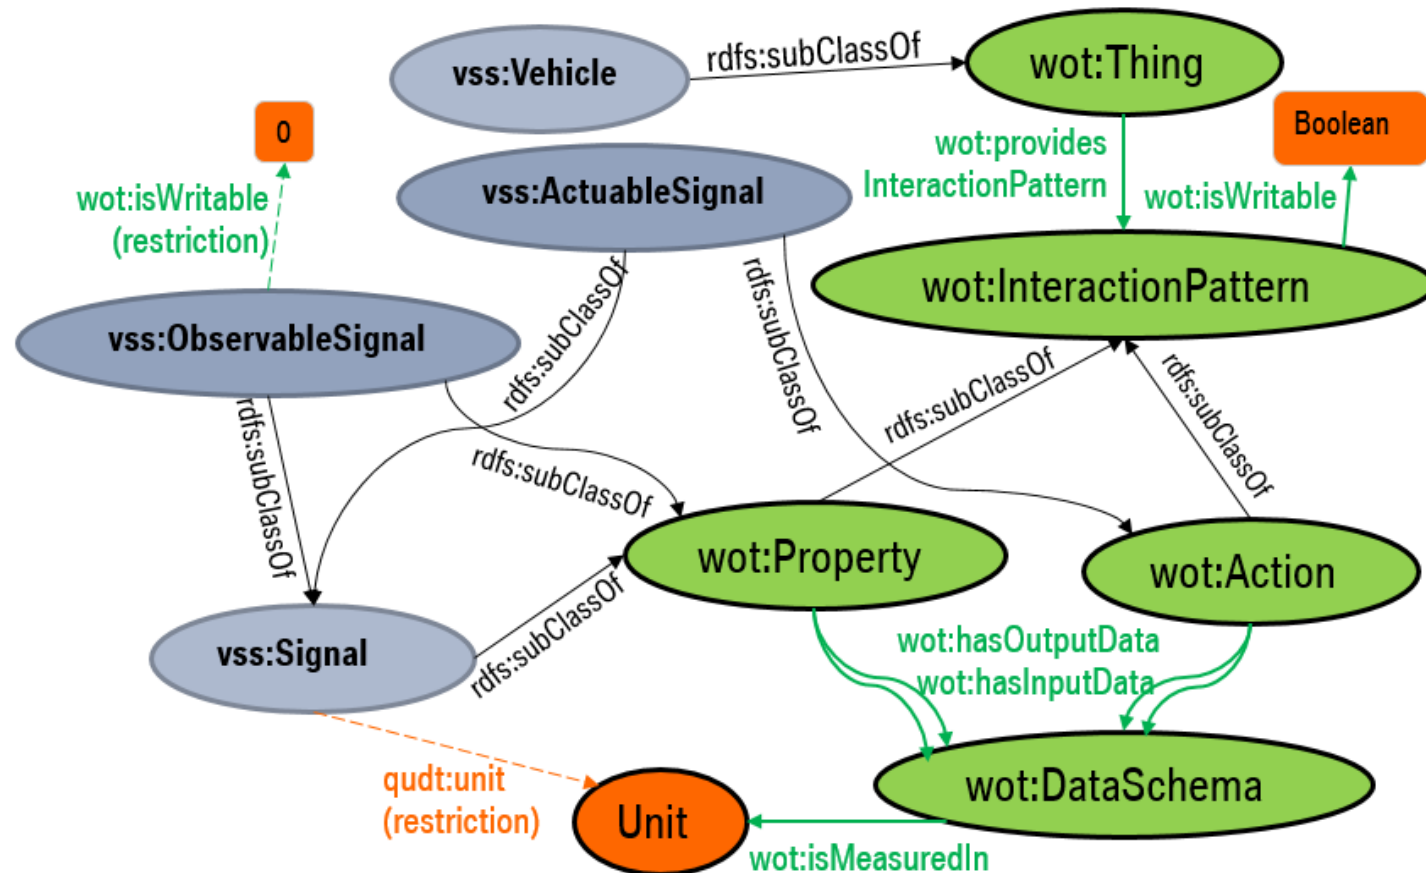 vss:Vehicle
rdfs:subClassOf
wot:Thing
0
Boolean
wot:provides
InteractionPattern
wot:isWritable
(restriction)
vss:ActuableSignal
wot:isWritable
rdfs:subClassOf
rdfs:subClassOf
wot:InteractionPattern
vss:ObservableSignal
rdfs:subClassOf
rdfs:subClassOf
rdfs:subClassOf
rdfs:subClassOf
wot:Property
wot:Action
rdfs:subClassOf
vss:Signal
wot:hasOutputData
wot:hasInputData
qudt:unit
(restriction)
Unit
wot:DataSchema
wot:isMeasuredIn